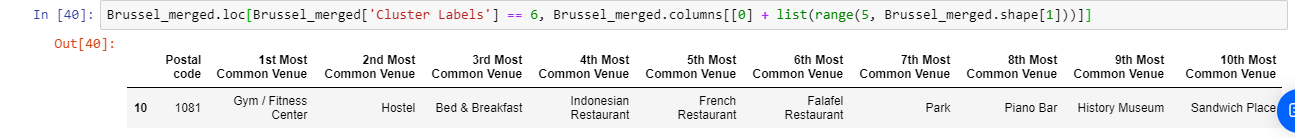 In [40]: Brussel_merged.loc[Brussel_merged['Cluster Labels'] == 6, Brussel_merged.columns[[0] + list(range(5, Brussel_merged.shape[1]))]]
Out[40]:
Postal code 1st Most Common Venue 2nd Most Common Venue 3rd Most Common Venue 4th Most Common Venue 5th Most Common Venue 6th Most Common Venue 7th Most Common Venue 8th Most Common Venue 9th Most Common Venue 10th Most Common Venue
10 1081 Gym / Fitness Center Hostel Bed & Breakfast Indonesian Restaurant French Restaurant Falafel Restaurant Park Piano Bar History Museum Sandwich Place